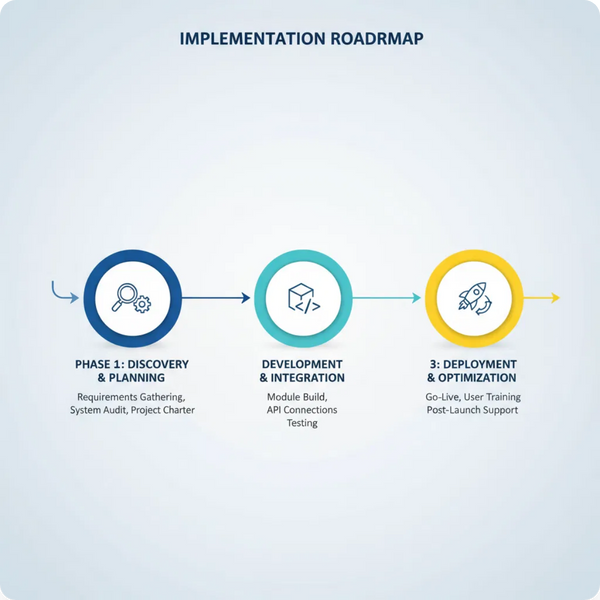 IMPLEMENTATION ROADRMAP
PHASE 1: DISCOVERY
& PLANNING
Requirements Gathering,
System Audit, Project Charter
DEVELOPMENT
& INTEGRATION
Module Build,
API Connections
Testing
3: DEPLOYMENT
& OPTIMIZATION
Go-Live, User Training
Post-Launch Support